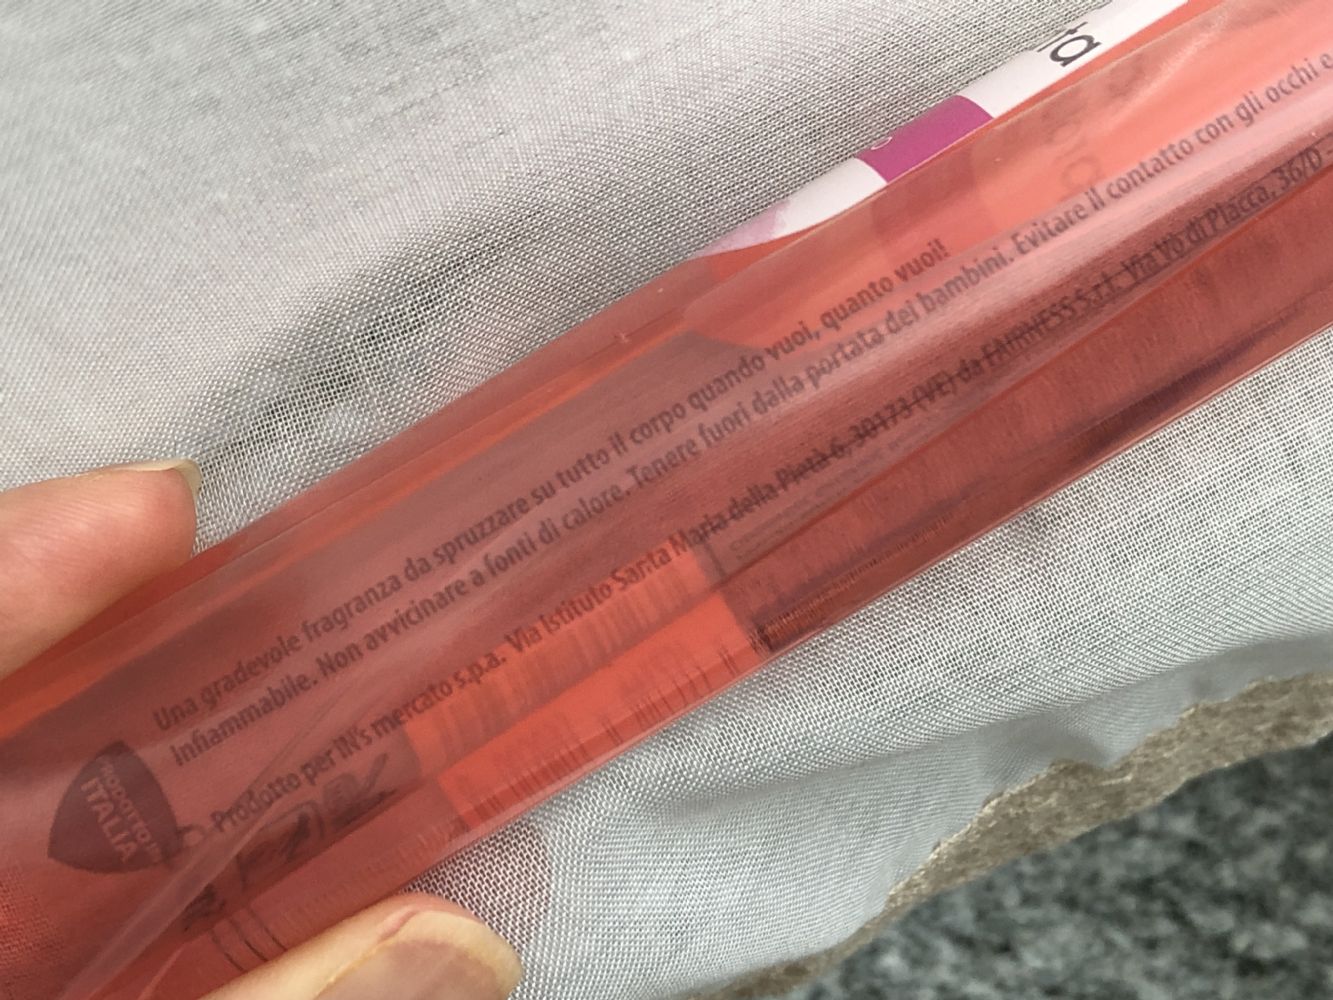 ta
Una gradevole fragranza da spruzzare su tutto il corpo quando vuoi, quanto vuoi!
Infiammabile. Non avvicinare a fonti di calore. Tenere fuori dalla portata dei bambini. Evitare il contatto con gli occhi e
Prodotto per IN's mercato s.p.a. Via Istituto Santa Maria della Pietà 6, 30173 (VE) da FAIRNESS S.r.l. Via Vò di Placca, 36/D -
PRODOTTO IN
ITALIA